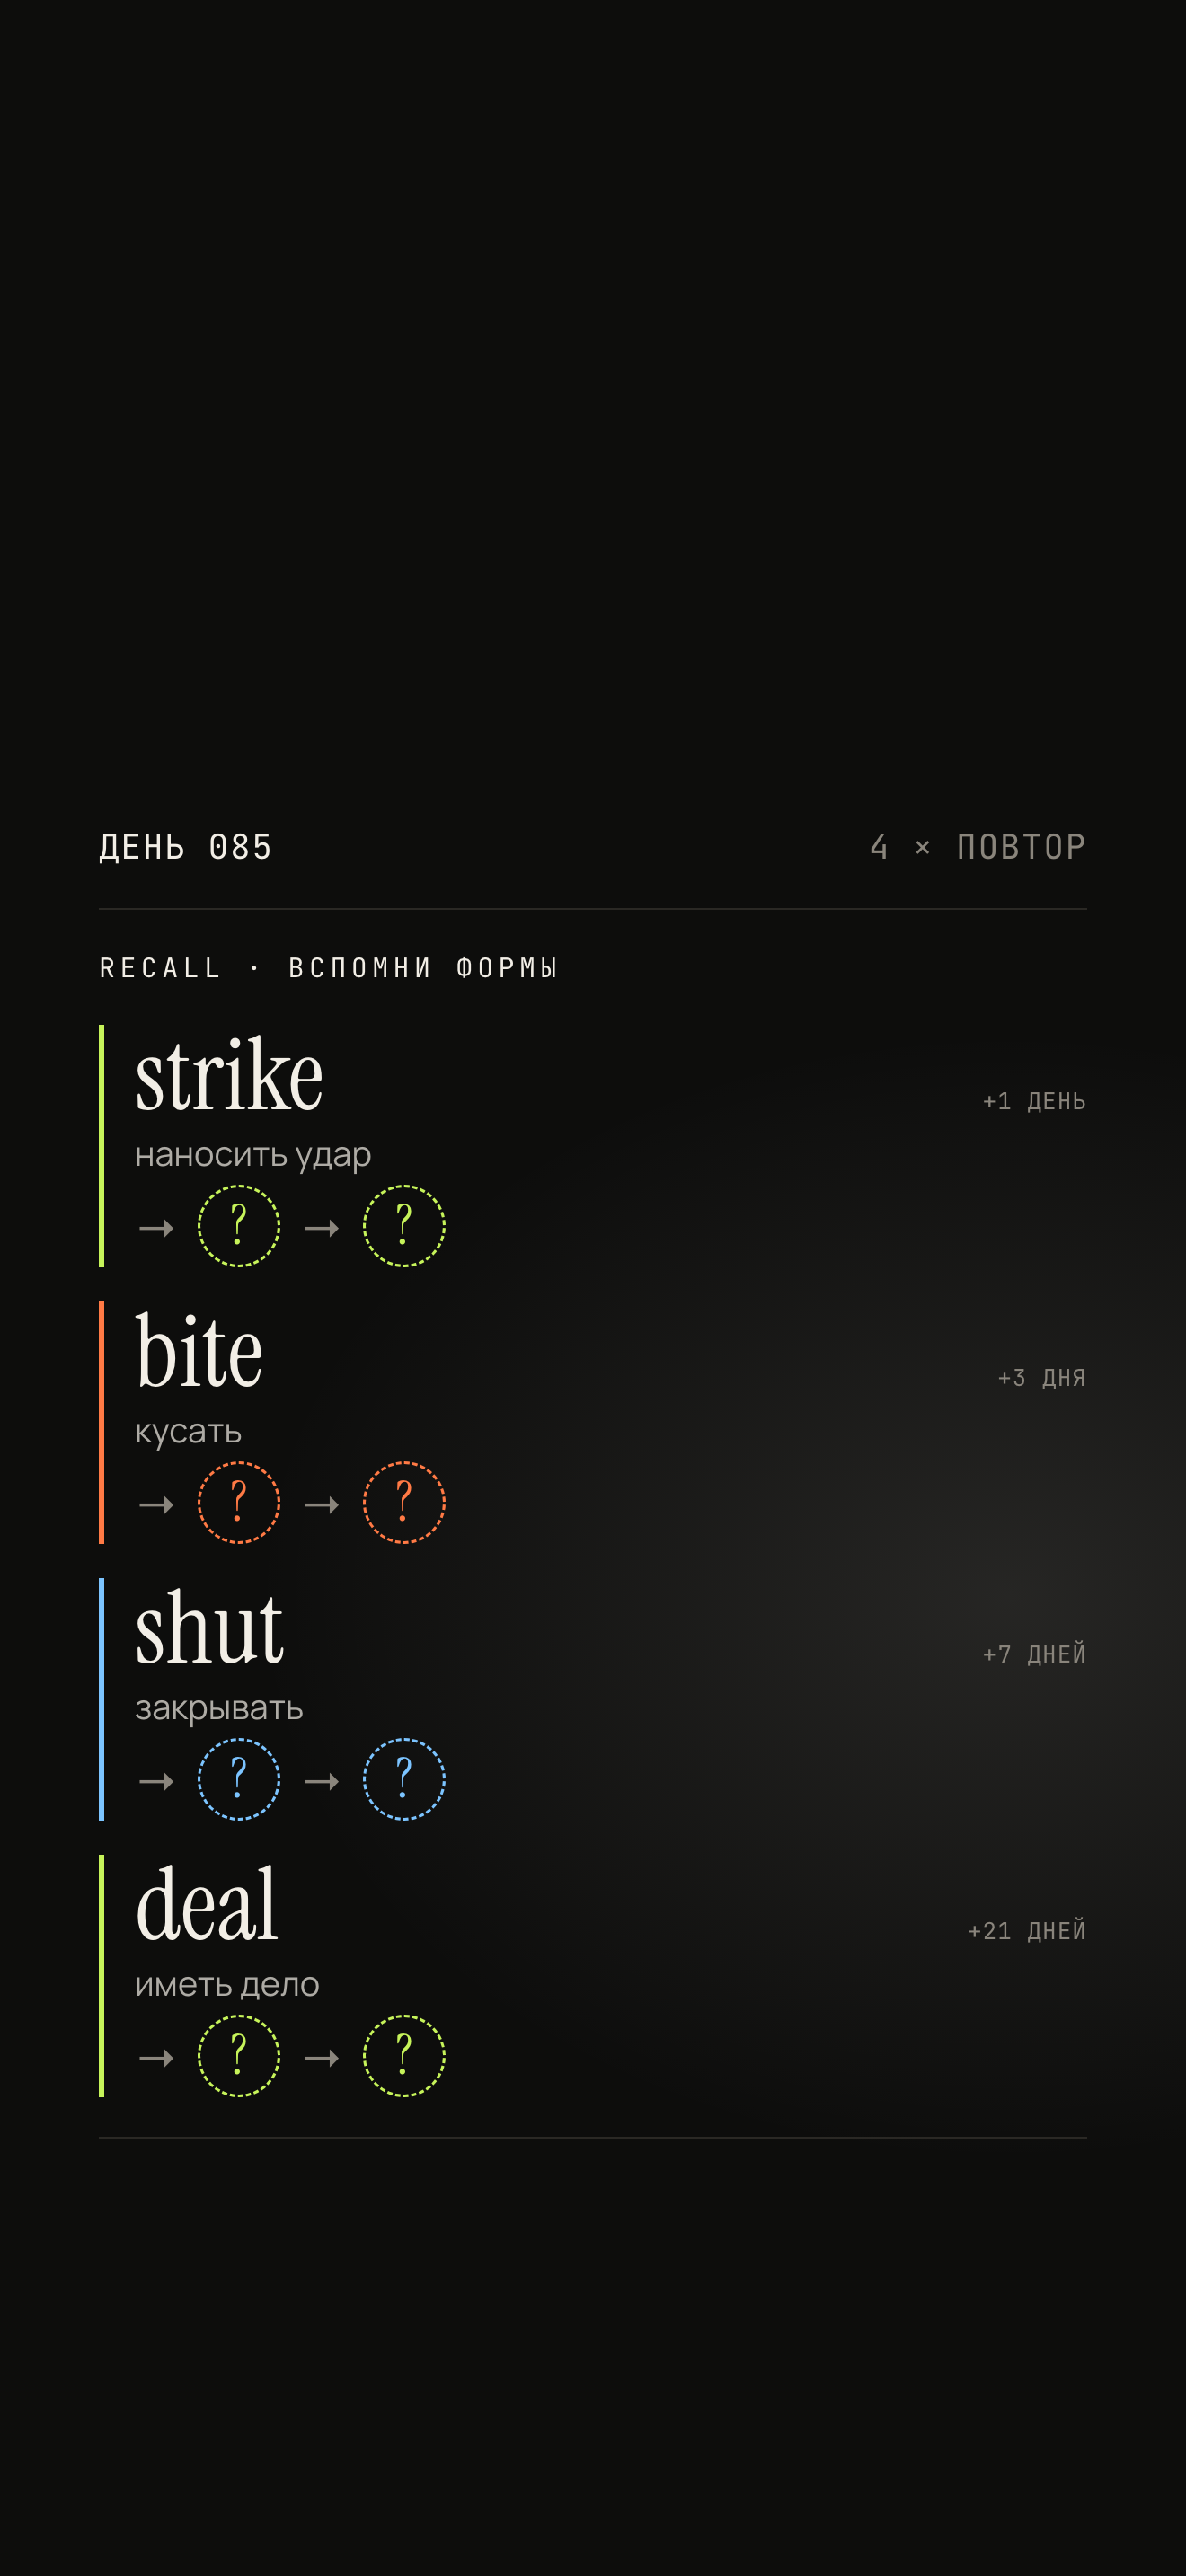 ДЕНЬ 085 4 × ПОВТОР
RECALL · ВСПОМНИ ФОРМЫ
strike +1 ДЕНЬ
наносить удар
→ ? → ?
bite +3 ДНЯ
кусать
→ ? → ?
shut +7 ДНЕЙ
закрывать
→ ? → ?
deal +21 ДНЕЙ
иметь дело
→ ? → ?